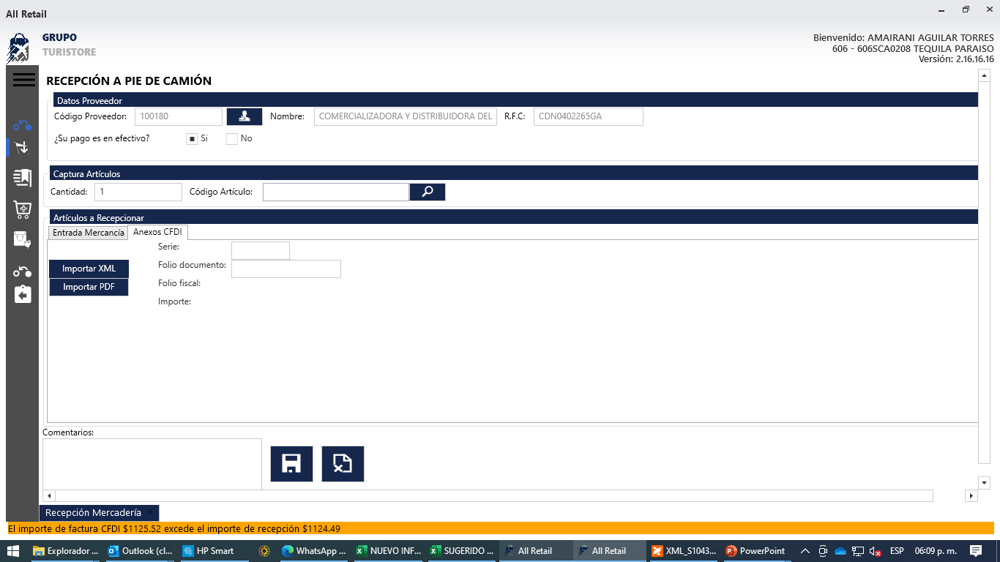 All Retail
GRUPO
TURISTORE
Bienvenido: AMAIRANI AGUILAR TORRES
606 - 606SCA0208 TEQUILA PARAISO
Versión: 2.16.16.16
RECEPCIÓN A PIE DE CAMIÓN
Datos Proveedor
Código Proveedor: 100180 Nombre: COMERCIALIZADORA Y DISTRIBUIDORA DEL R.F.C: CDN0402265GA
¿Su pago es en efectivo? Si No
Captura Artículos
Cantidad: 1 Código Artículo:
Artículos a Recepcionar
Entrada Mercancía Anexos CFDI
Serie:
Importar XML Folio documento:
Importar PDF Folio fiscal:
Importe:
Comentarios:
Recepción Mercadería x
El importe de factura CFDI $1125.52 excede el importe de recepción $1124.49
Explorador ... Outlook (cl... HP Smart WhatsApp ... NUEVO INF... SUGERIDO ... All Retail All Retail XML_S1043... PowerPoint ESP 06:09 p. m.